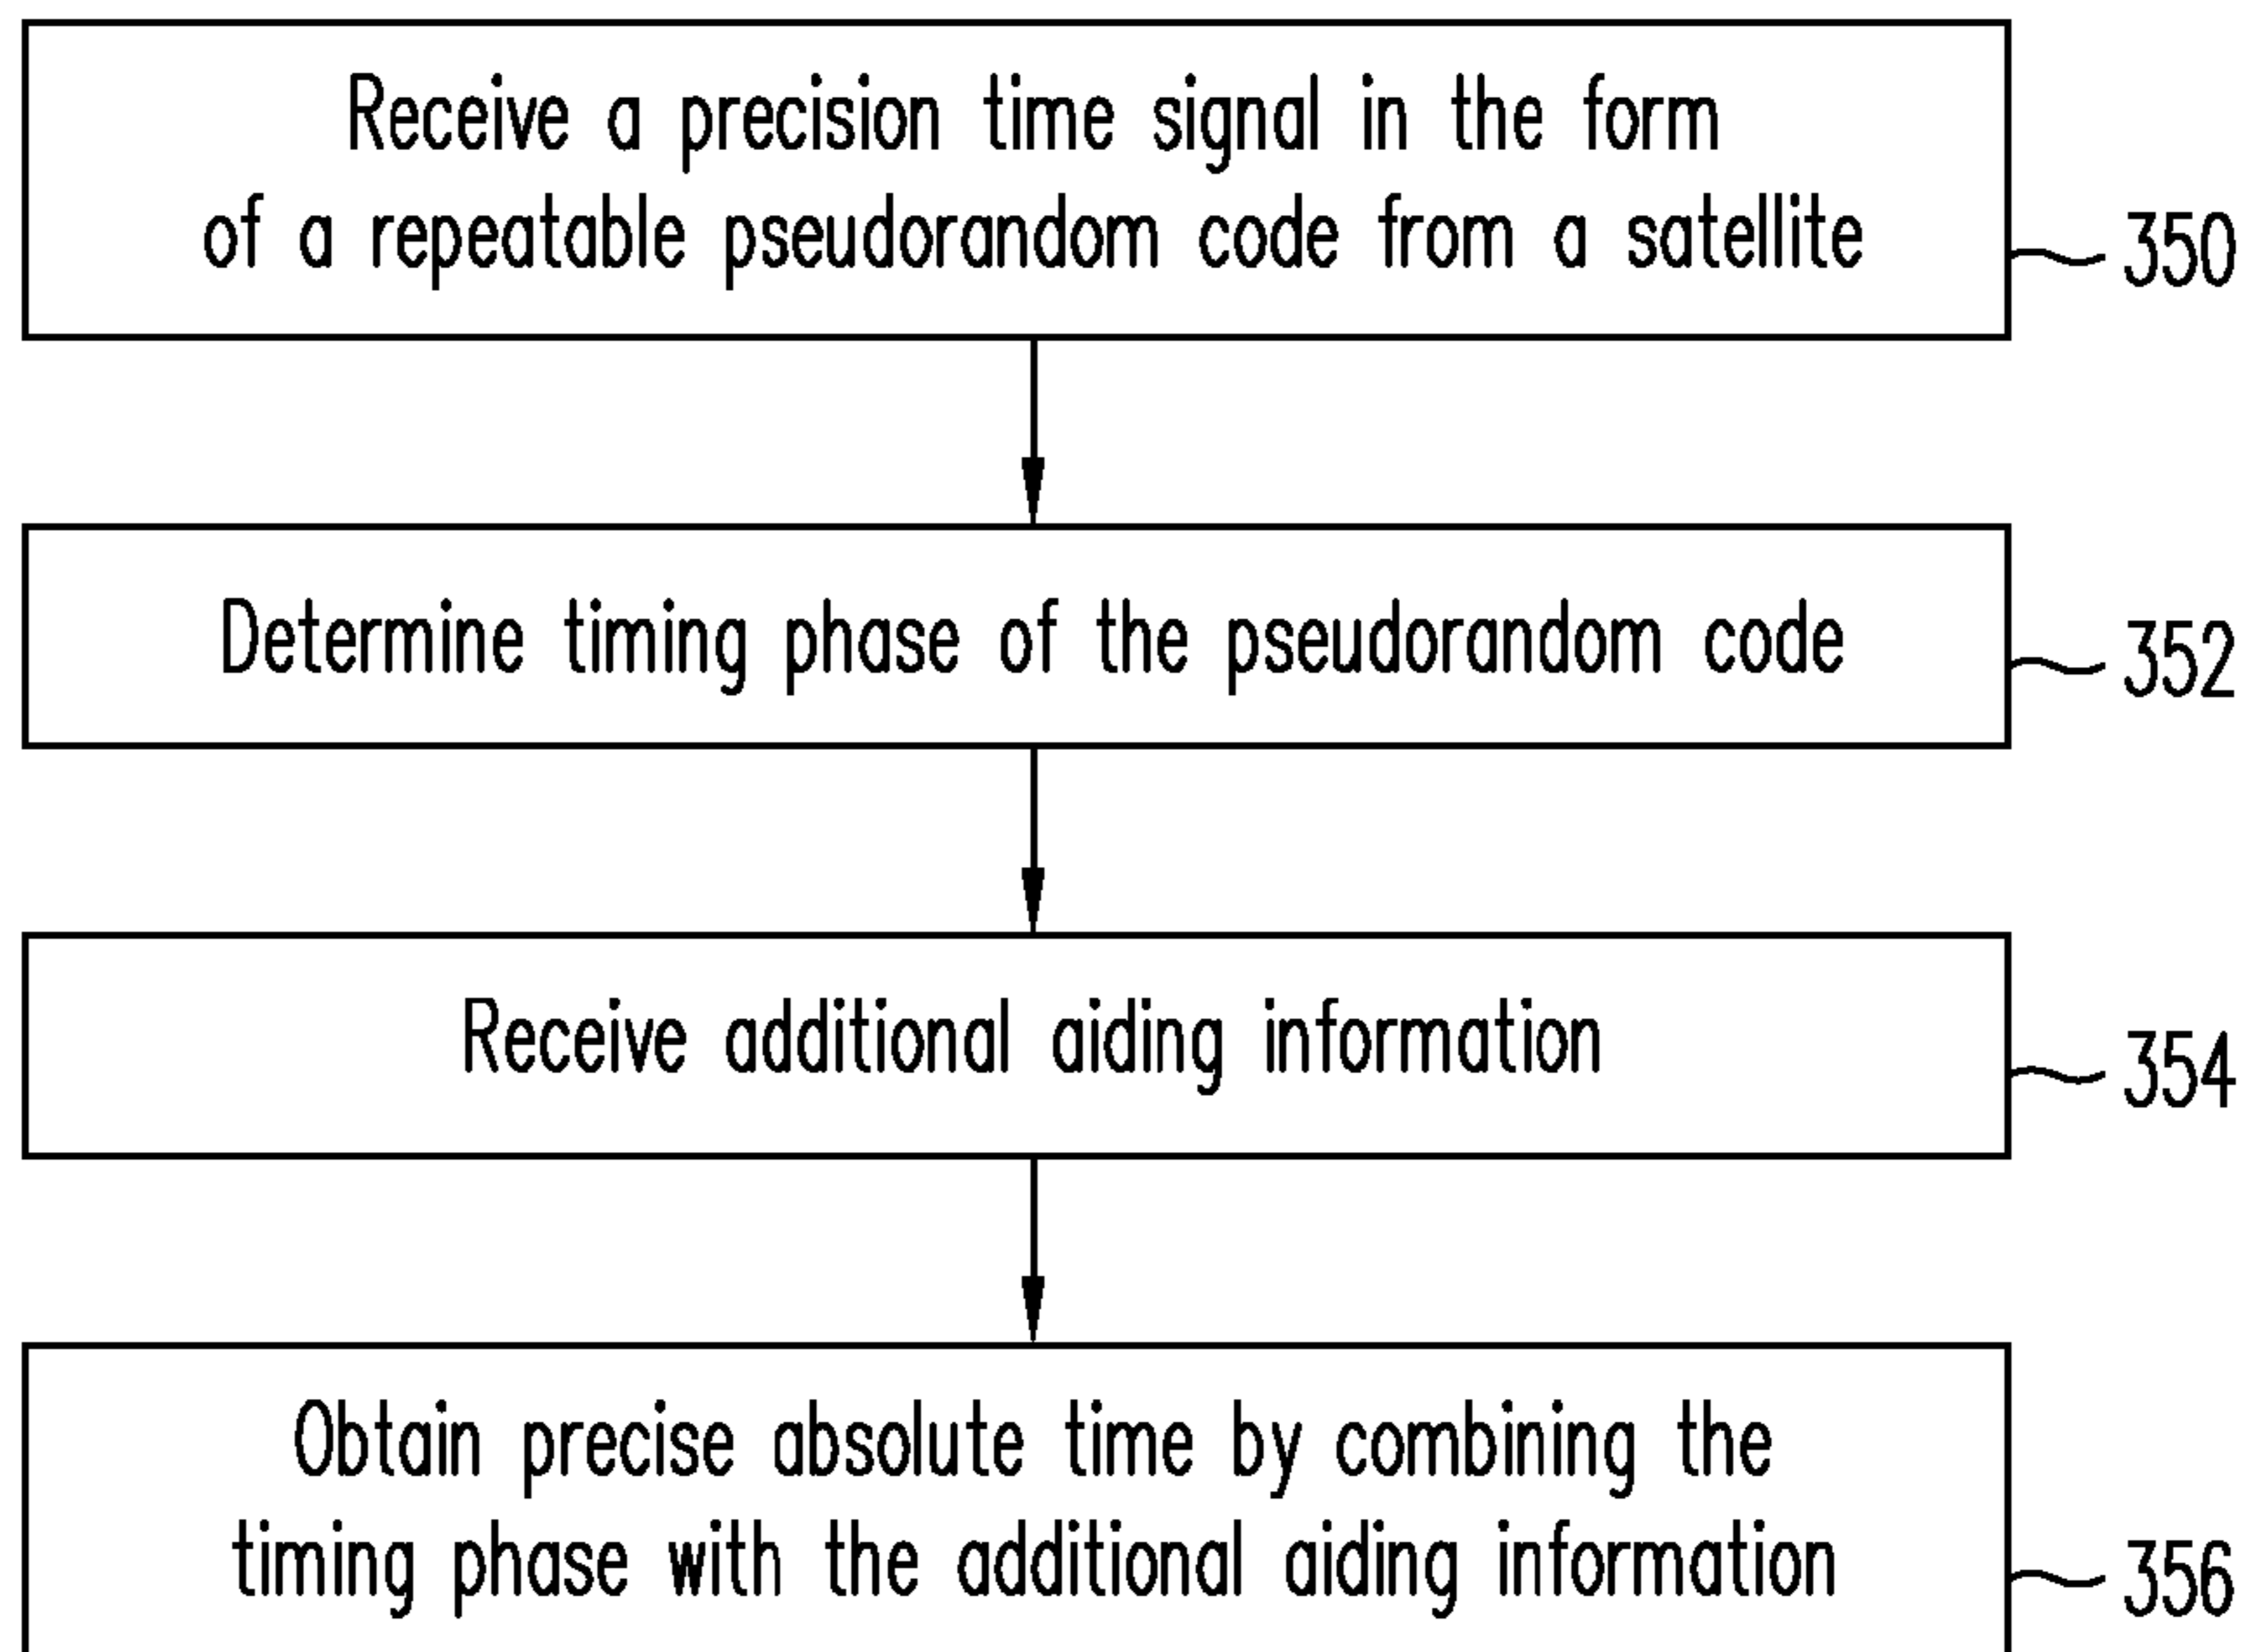 Receive a precision time signal in the form
of a repeatable pseudorandom code from a satellite
350
Determine timing phase of the pseudorandom code
352
Receive additional aiding information
354
Obtain precise absolute time by combining the
timing phase with the additional aiding information
356